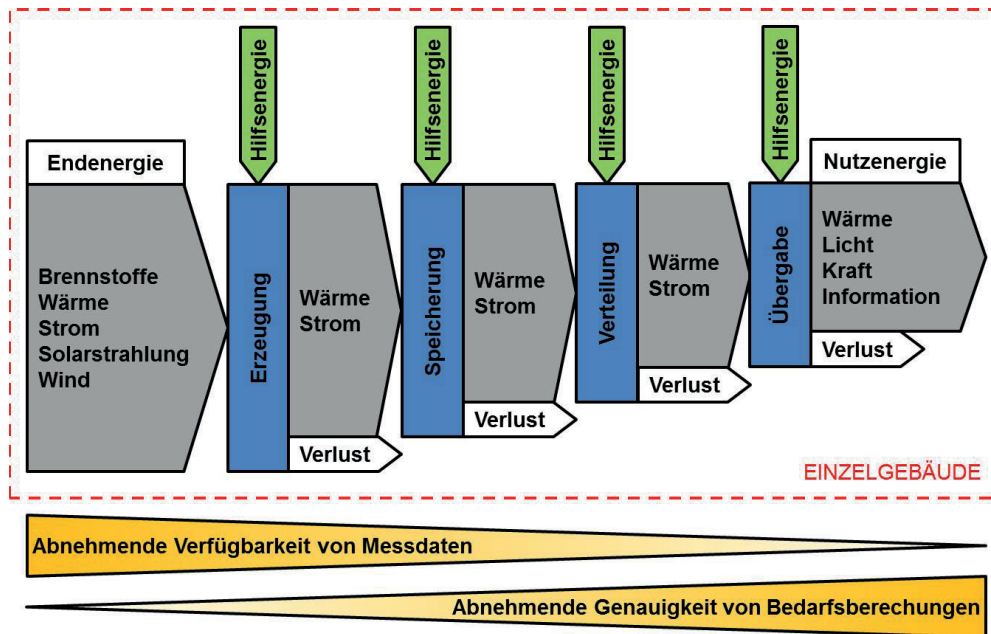 Hilfsenergie
Hilfsenergie
Hilfsenergie
Hilfsenergie
Endenergie
Brennstoffe
Wärme
Strom
Solarstrahlung
Wind
Erzeugung
Wärme
Strom
Verlust
Speicherung
Wärme
Strom
Verlust
Verteilung
Wärme
Strom
Verlust
Übergabe
Nutzenergie
Wärme
Licht
Kraft
Information
Verlust
EINZELGEBÄUDE
Abnehmende Verfügbarkeit von Messdaten
Abnehmende Genauigkeit von Bedarfsberechungen